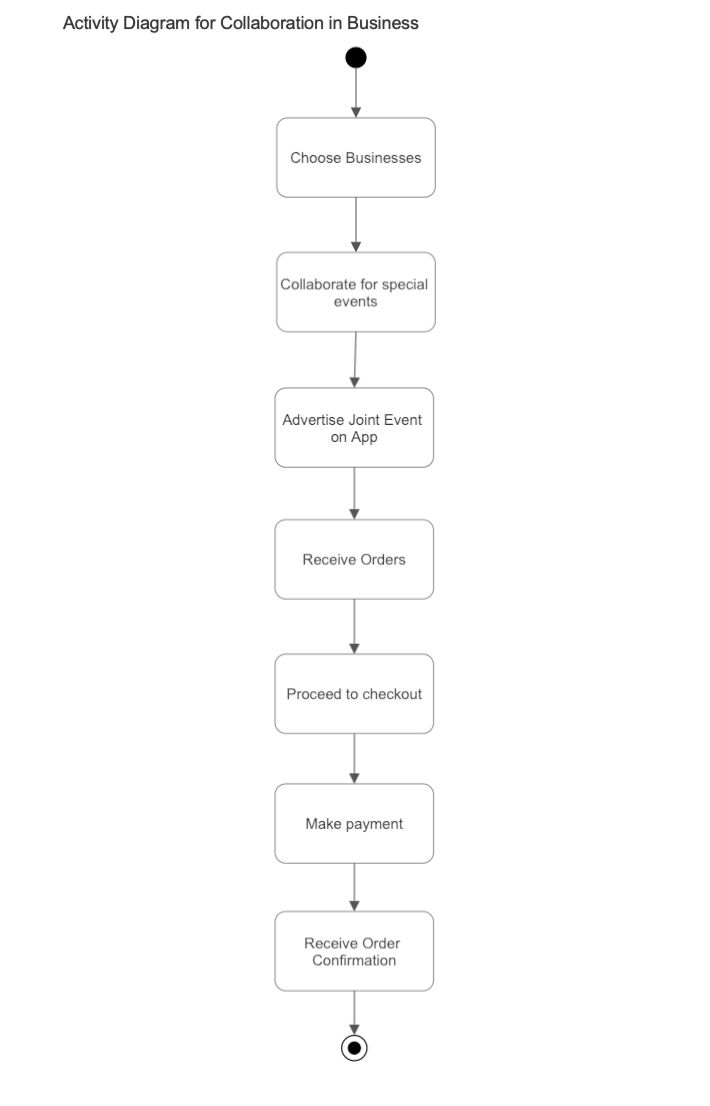 Activity Diagram for Collaboration in Business
Choose Businesses
Collaborate for special
events
Advertise Joint Event
on App
Receive Orders
Proceed to checkout
Make payment
Receive Order
Confirmation